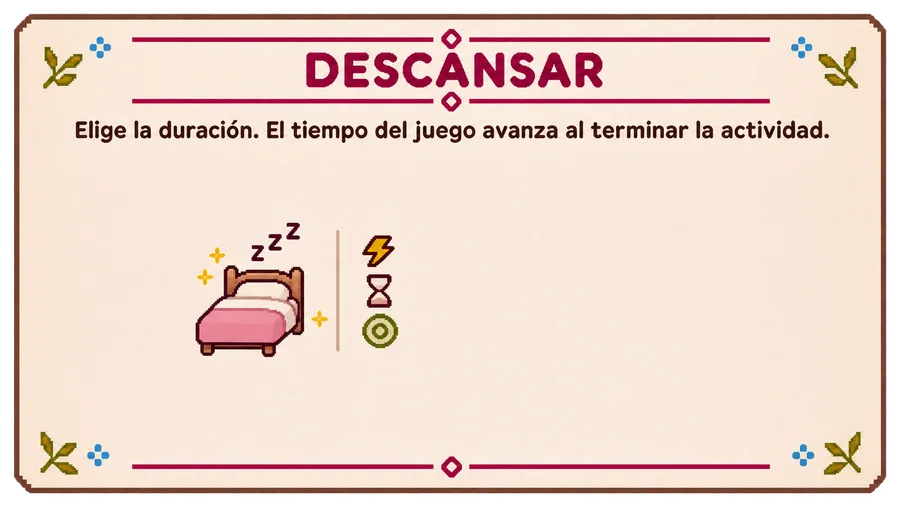 DESCANSAR
Elige la duración. El tiempo del juego avanza al terminar la actividad.
z z z